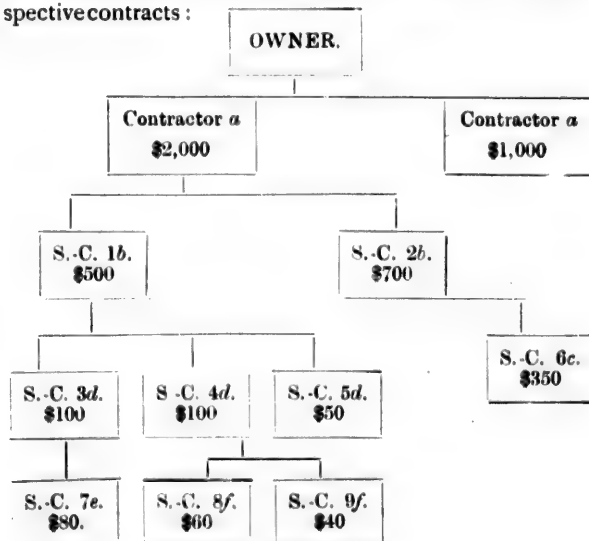 spective contracts :
OWNER.
Contractor a
$2,000
Contractor a
$1,000
S.-C. 1b.
$500
S.-C. 2b.
$700
S.-C. 6c.
$350
S.-C. 3d.
$100
S.-C. 4d.
$100
S.-C. 5d.
$50
S.-C. 7e.
$80.
S.-C. 8f.
$60
S.-C. 9f.
$40